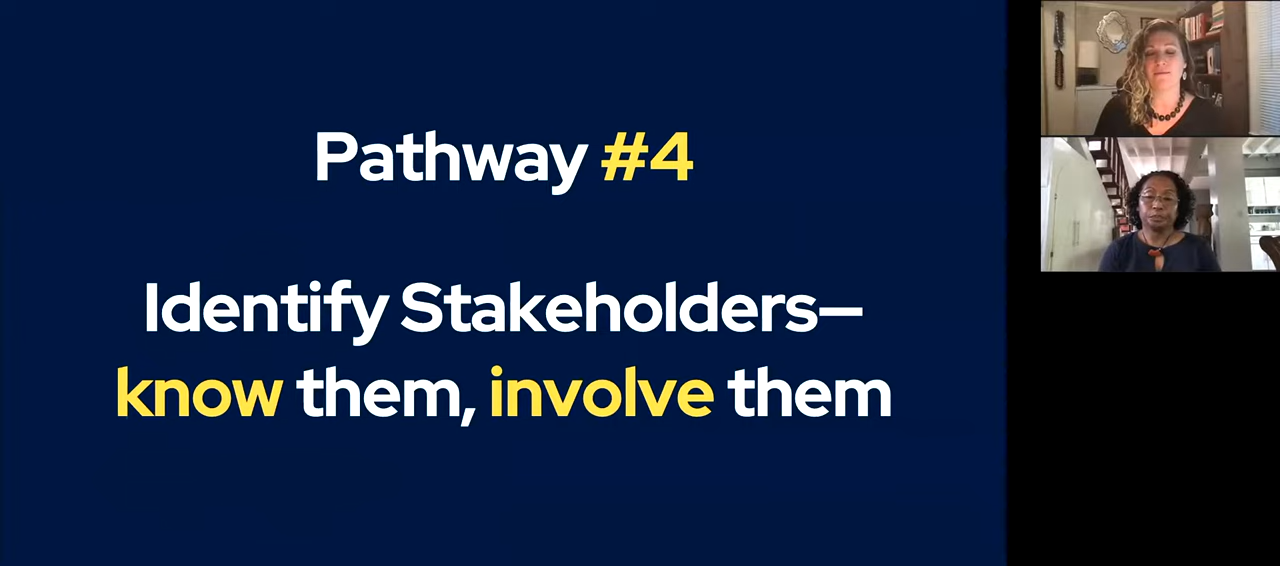 Pathway #4
Identify Stakeholders—
know them, involve them